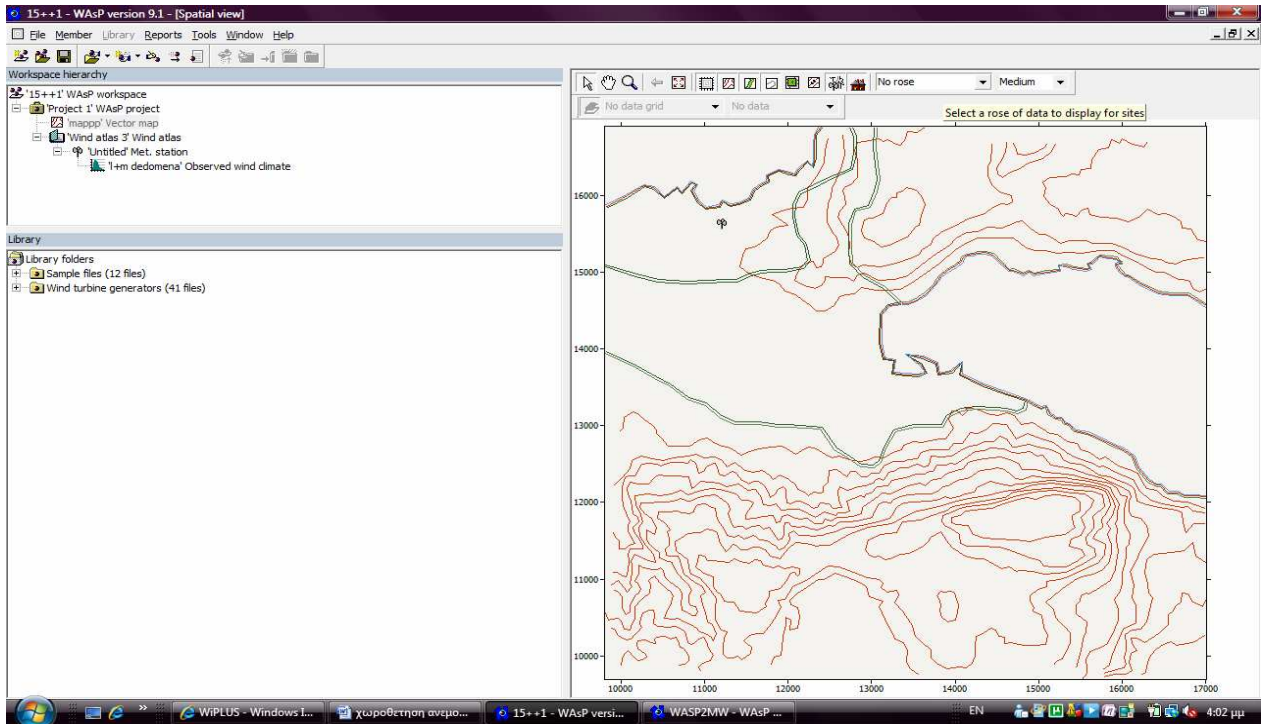 15++1 - WAsP version 9.1 - [Spatial view]
File Member Library Reports Tools Window Help
Workspace hierarchy
'15++1' WAsP workspace
'Project 1' WAsP project
'mappp' Vector map
'Wind atlas 3' Wind atlas
'Untitled' Met. station
'l+m dedomena' Observed wind climate
Library
Library folders
Sample files (12 files)
Wind turbine generators (41 files)
No rose Medium
No data grid No data
Select a rose of data to display for sites
16000
15000
14000
13000
12000
11000
10000
10000 11000 12000 13000 14000 15000 16000 17000
WiPLUS - Windows I... χωροθετηση ανεμο... 15++1 - WAsP versi... WASP2MW - WAsP ... EN 4:02 μμ